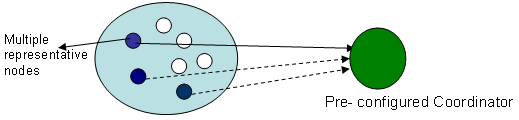 Multiple
representative
nodes
Pre- configured Coordinator